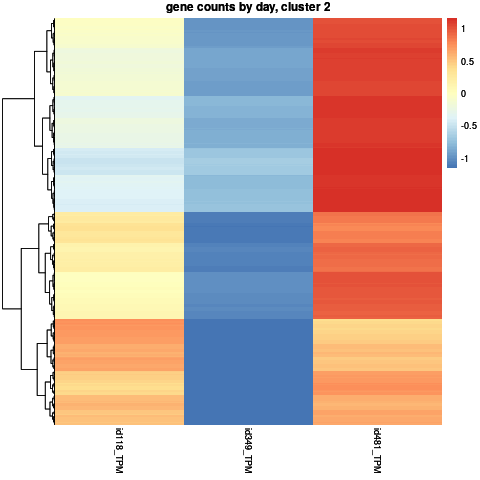 gene counts by day, cluster 2
1
0.5
0
-0.5
-1
id118_TPM
id349_TPM
id481_TPM